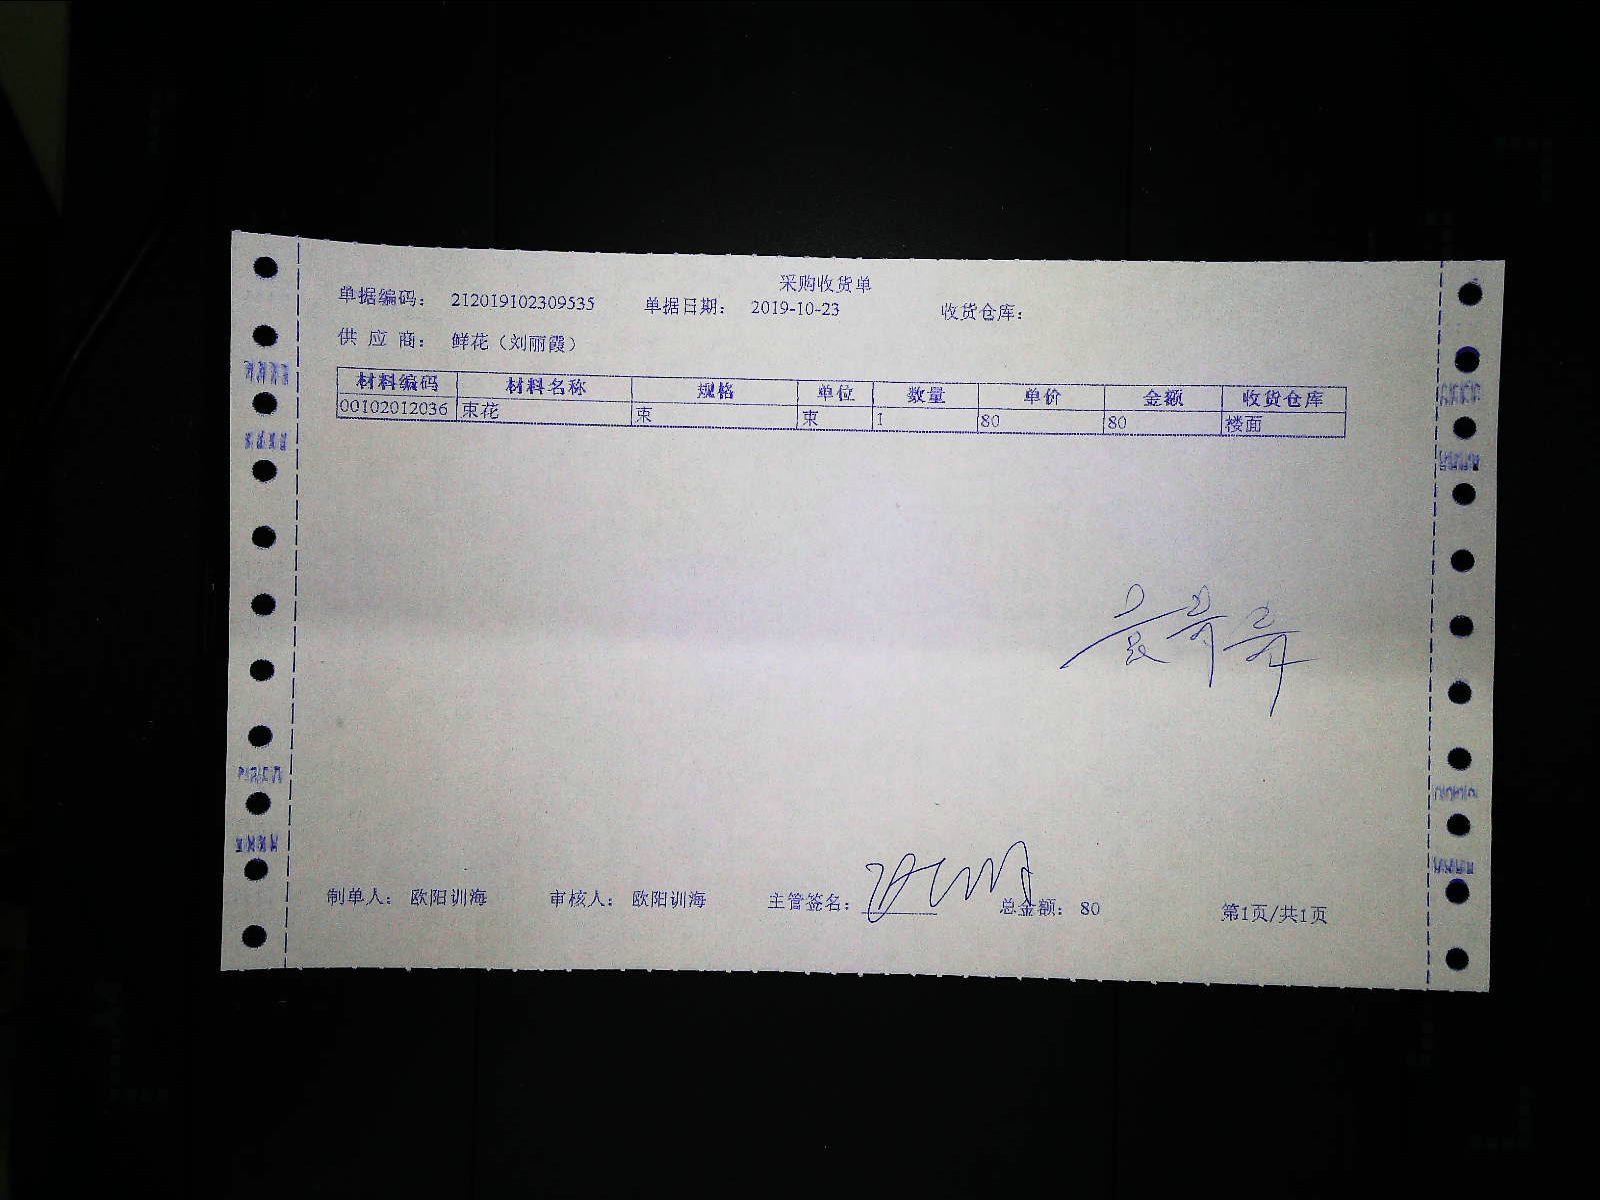 采购收货单
单据编码： 212019102309535 单据日期： 2019-10-23 收货仓库：
供 应 商： 鲜花（刘丽霞）
材料编码 材料名称 规格 单位 数量 单价 金额 收货仓库
00102012036 束花 束 束 1 80 80 楼面
制单人： 欧阳训海 审核人： 欧阳训海 主管签名： 总金额： 80 第1页/共1页